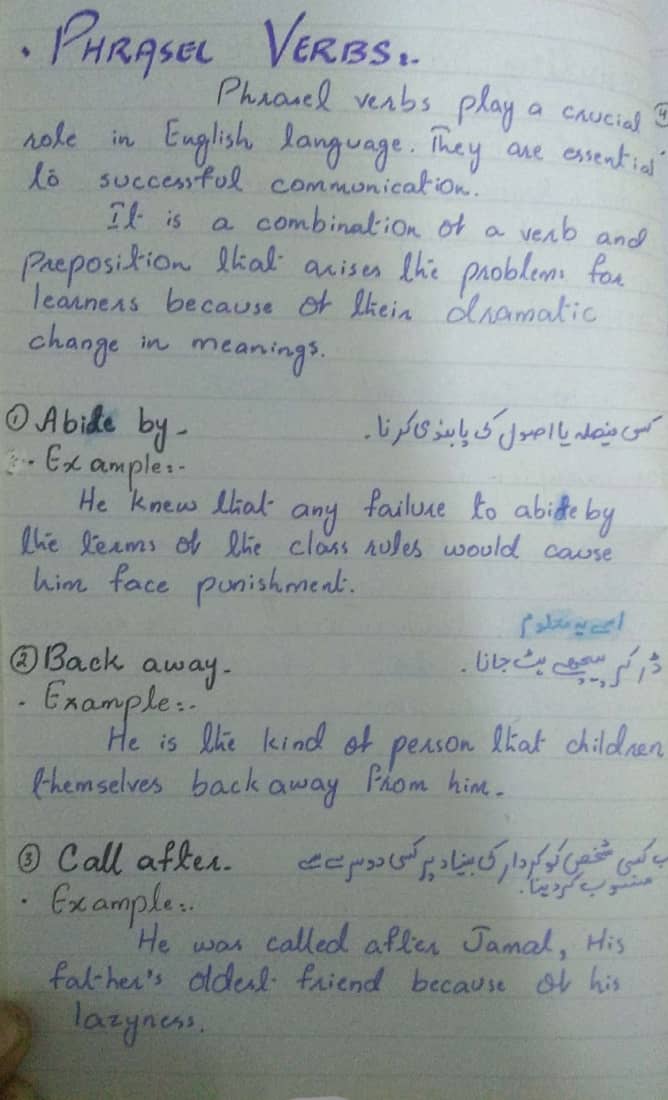 . PHRASEL VERBS:.
Phrasel verbs play a crucial
role in English language. They are essential
to successful communication.
It is a combination of a verb and
preposition that arises the problems for
learners because of their dramatic
change in meanings.
① Abide by-
کسی فیصلہ یا اصول کی پابندی کرنا۔
. Example:-
He knew that any failure to abide by
the terms of the class rules would cause
him face punishment.
② Back away-
ڈر کر پیچھے ہٹ جانا۔
. Example:.
He is the kind of person that children
themselves back away from him.
③ Call after-
کسی شخص کو کردار کی بنیاد پر کسی دوسرے سے
منسوب کردینا۔
. Example:.
He was called after Jamal, His
father's oldest friend because of his
lazyness.